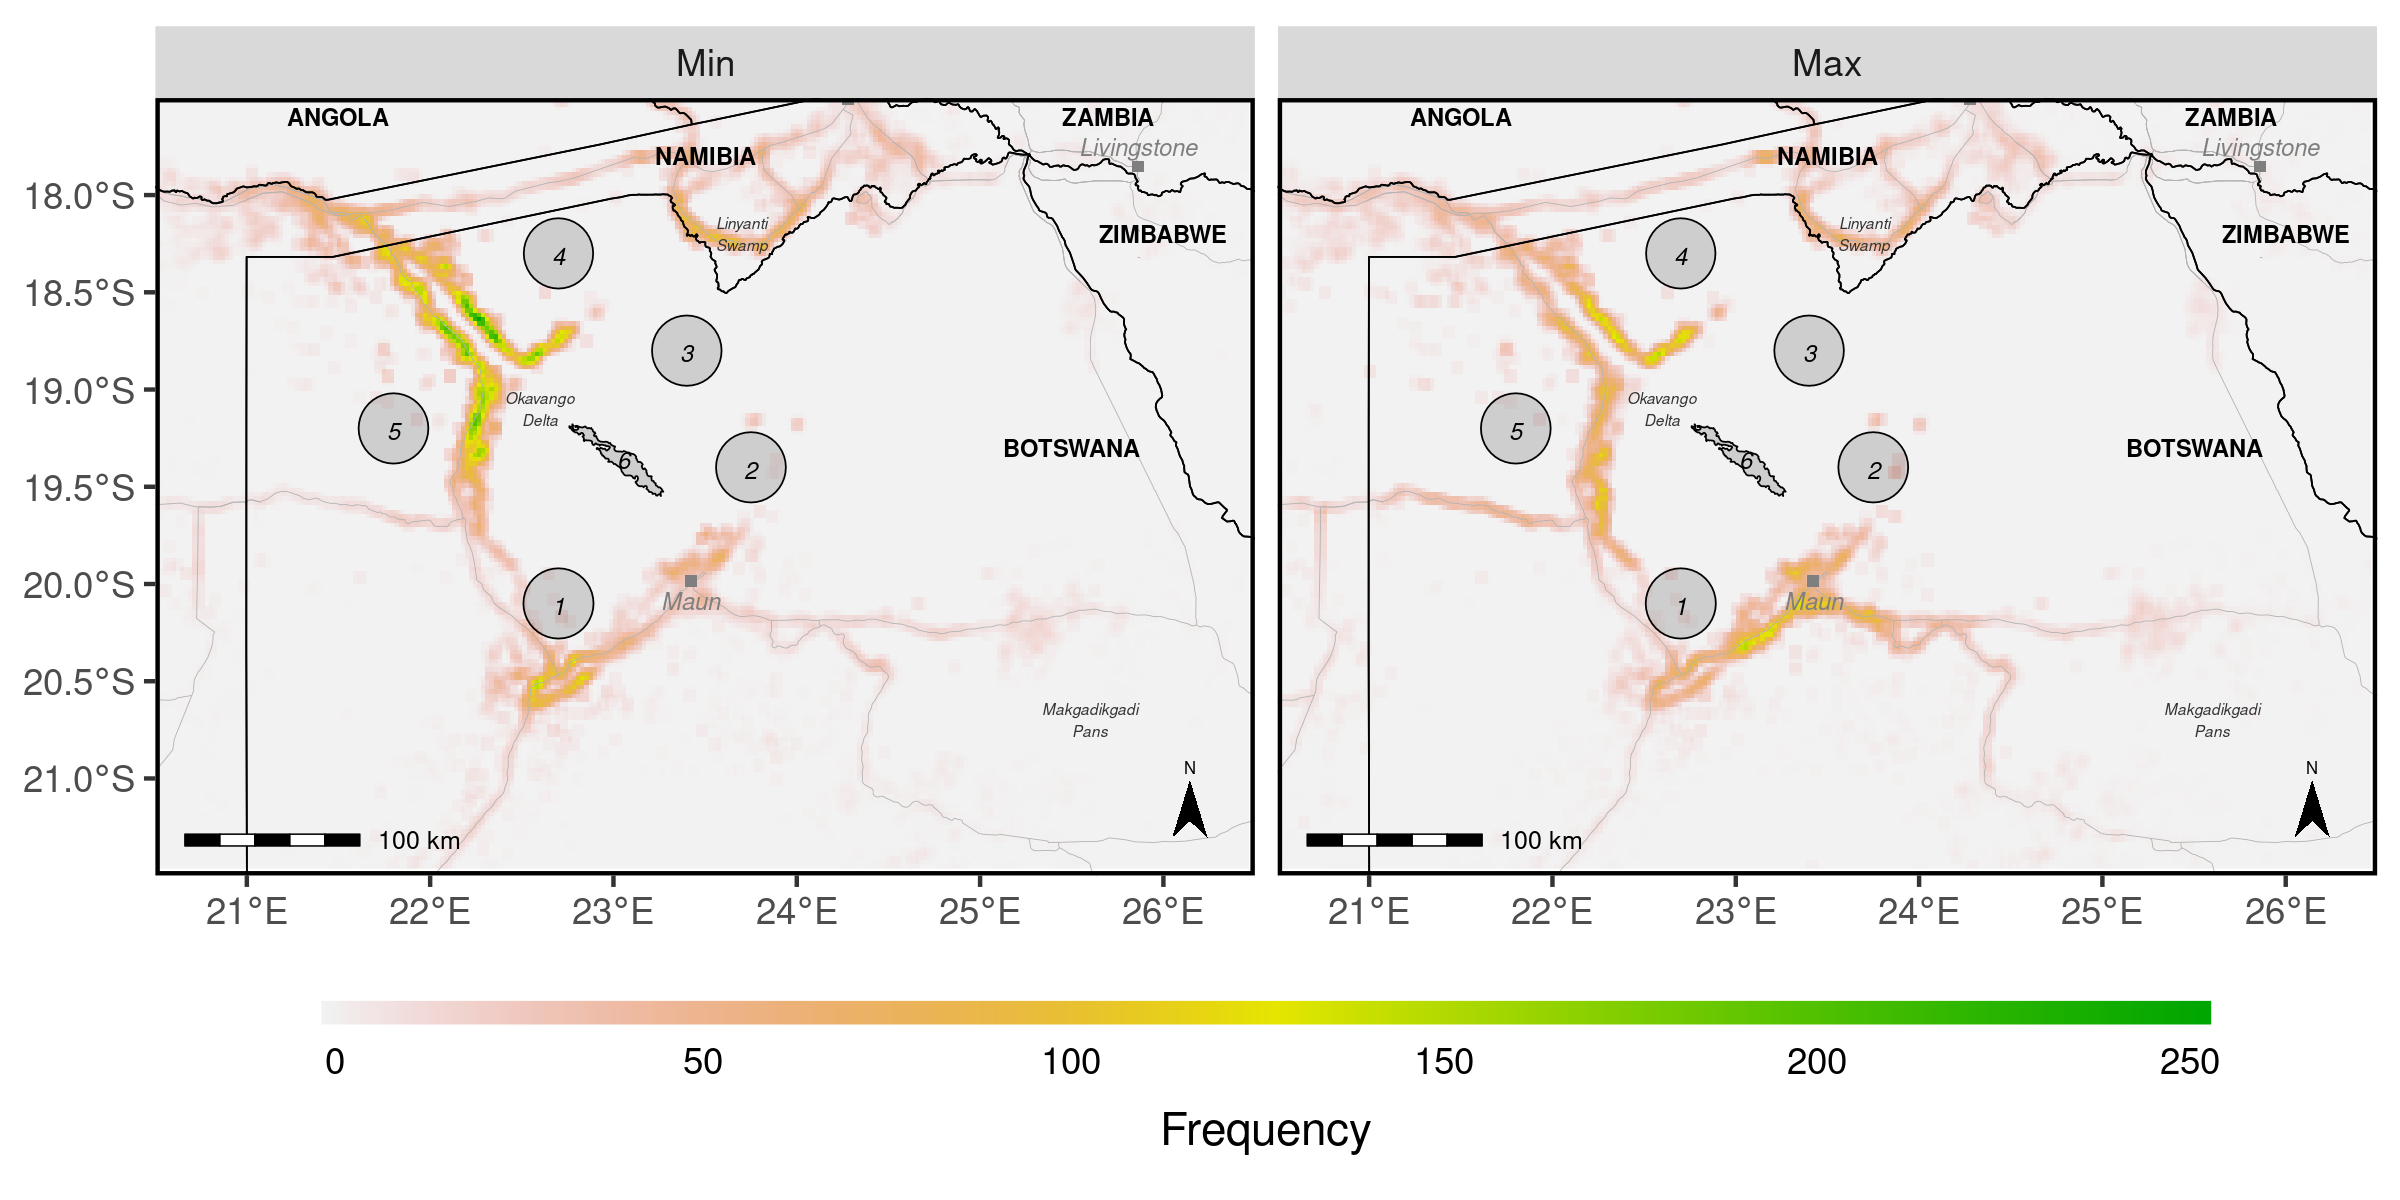 Min
Max
ANGOLA
ZAMBIA
Livingstone
NAMIBIA
Linyanti
Swamp
ZIMBABWE
4
3
Okavango
Delta
5
6
2
BOTSWANA
1
Maun
Makgadikgadi
Pans
N
100 km
ANGOLA
ZAMBIA
Livingstone
NAMIBIA
Linyanti
Swamp
ZIMBABWE
4
3
Okavango
Delta
5
6
2
BOTSWANA
1
Maun
Makgadikgadi
Pans
N
100 km
18.0°S
18.5°S
19.0°S
19.5°S
20.0°S
20.5°S
21.0°S
21°E 22°E 23°E 24°E 25°E 26°E
21°E 22°E 23°E 24°E 25°E 26°E
0 50 100 150 200 250
Frequency